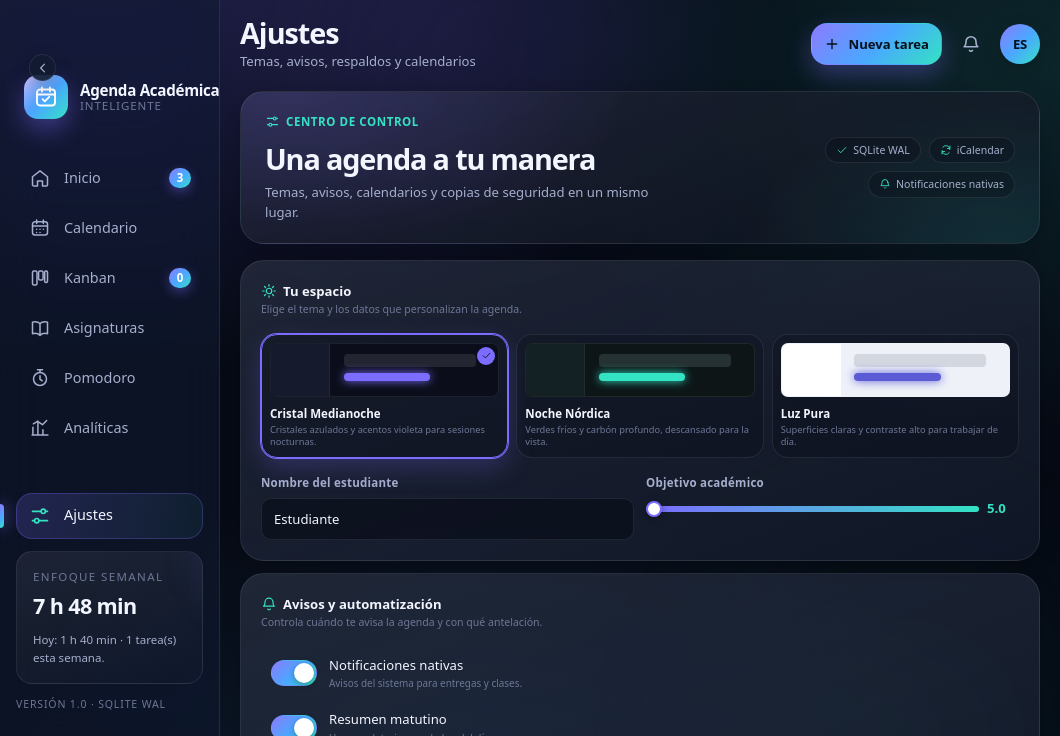 Agenda Académica
INTELIGENTE
Inicio
3
Calendario
Kanban
0
Asignaturas
Pomodoro
Analíticas
Ajustes
ENFOQUE SEMANAL
7 h 48 min
Hoy: 1 h 40 min · 1 tarea(s)
esta semana.
VERSIÓN 1.0 · SQLITE WAL
Ajustes
Temas, avisos, respaldos y calendarios
Nueva tarea
ES
CENTRO DE CONTROL
Una agenda a tu manera
Temas, avisos, calendarios y copias de seguridad en un mismo
lugar.
SQLite WAL
iCalendar
Notificaciones nativas
Tu espacio
Elige el tema y los datos que personalizan la agenda.
Cristal Medianoche
Cristales azulados y acentos violeta para sesiones
nocturnas.
Noche Nórdica
Verdes fríos y carbón profundo, descansado para la
vista.
Luz Pura
Superficies claras y contraste alto para trabajar de
día.
Nombre del estudiante
Estudiante
Objetivo académico
5.0
Avisos y automatización
Controla cuándo te avisa la agenda y con qué antelación.
Notificaciones nativas
Avisos del sistema para entregas y clases.
Resumen matutino